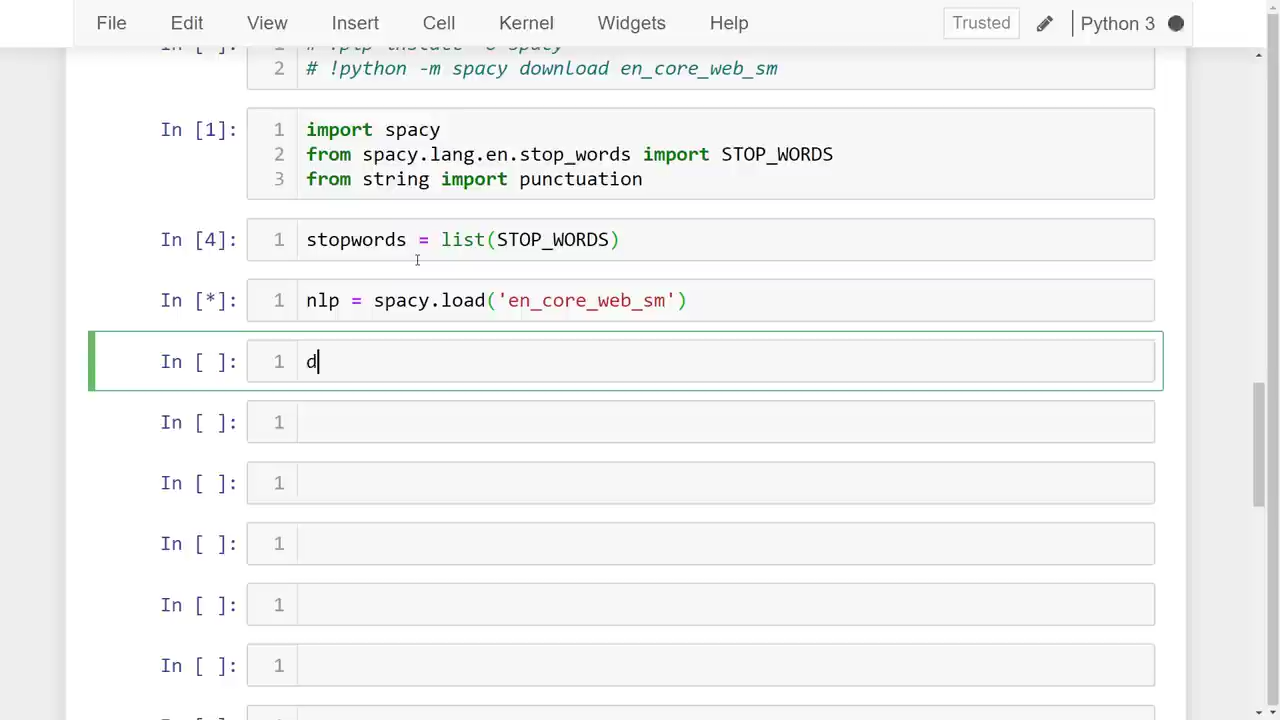 File Edit View Insert Cell Kernel Widgets Help Trusted Python 3
2 # !python -m spacy download en_core_web_sm
In [1]: 1 import spacy
2 from spacy.lang.en.stop_words import STOP_WORDS
3 from string import punctuation
In [4]: 1 stopwords = list(STOP_WORDS)
In [*]: 1 nlp = spacy.load('en_core_web_sm')
In [ ]: 1 d
In [ ]: 1
In [ ]: 1
In [ ]: 1
In [ ]: 1
In [ ]: 1